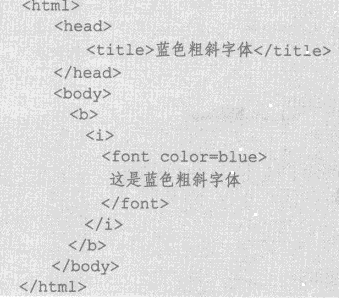 <html>
<head>
<title>蓝色粗斜字体</title>
</head>
<body>
<b>
<i>
<font color=blue>
这是蓝色粗斜字体
</font>
</i>
</b>
</body>
</html>